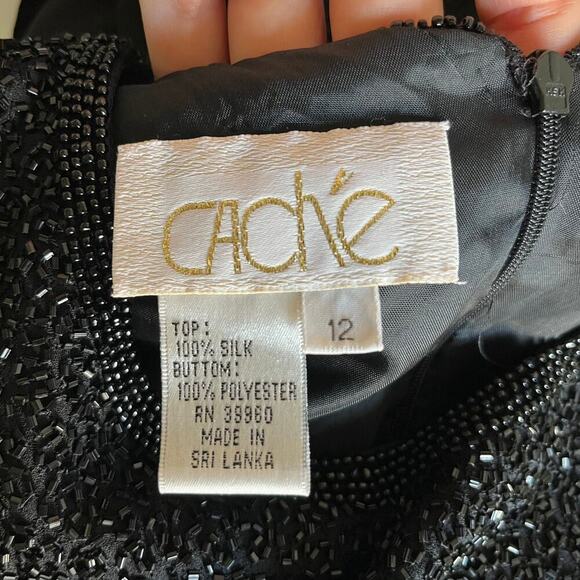 CAché
12
TOP:
100% SILK
BOTTOM:
100% POLYESTER
RN 39960
MADE IN
SRI LANKA